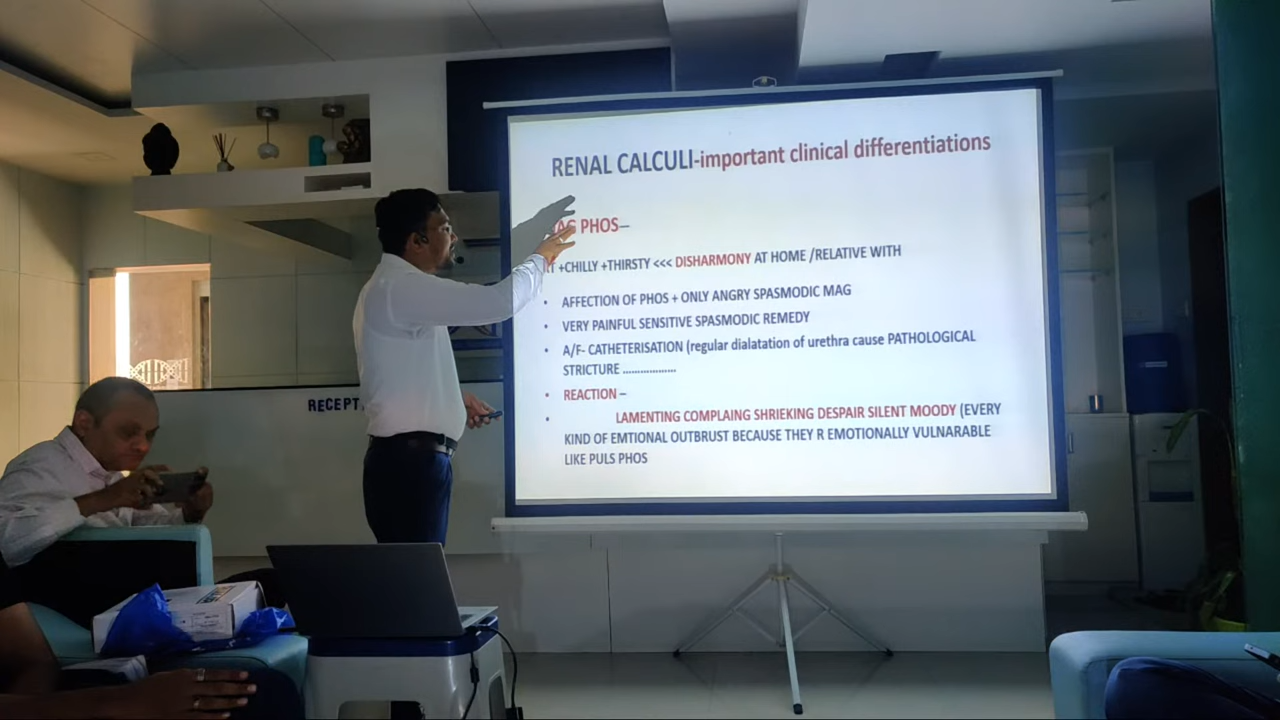 RENAL CALCULI-important clinical differentiations
PHOS–
+CHILLY +THIRSTY <<< DISHARMONY AT HOME /RELATIVE WITH
• AFFECTION OF PHOS + ONLY ANGRY SPASMODIC MAG
• VERY PAINFUL SENSITIVE SPASMODIC REMEDY
• A/F- CATHETERISATION (regular dialatation of urethra cause PATHOLOGICAL
STRICTURE ..................
• REACTION –
• LAMENTING COMPLAING SHRIEKING DESPAIR SILENT MOODY (EVERY
KIND OF EMTIONAL OUTBRUST BECAUSE THEY R EMOTIONALLY VULNARABLE
LIKE PULS PHOS
RECEPT